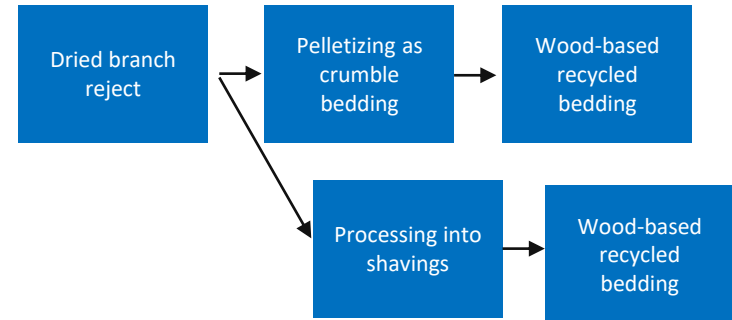 Dried branch
reject
Pelletizing as
crumble
bedding
Wood-based
recycled
bedding
Processing into
shavings
Wood-based
recycled
bedding